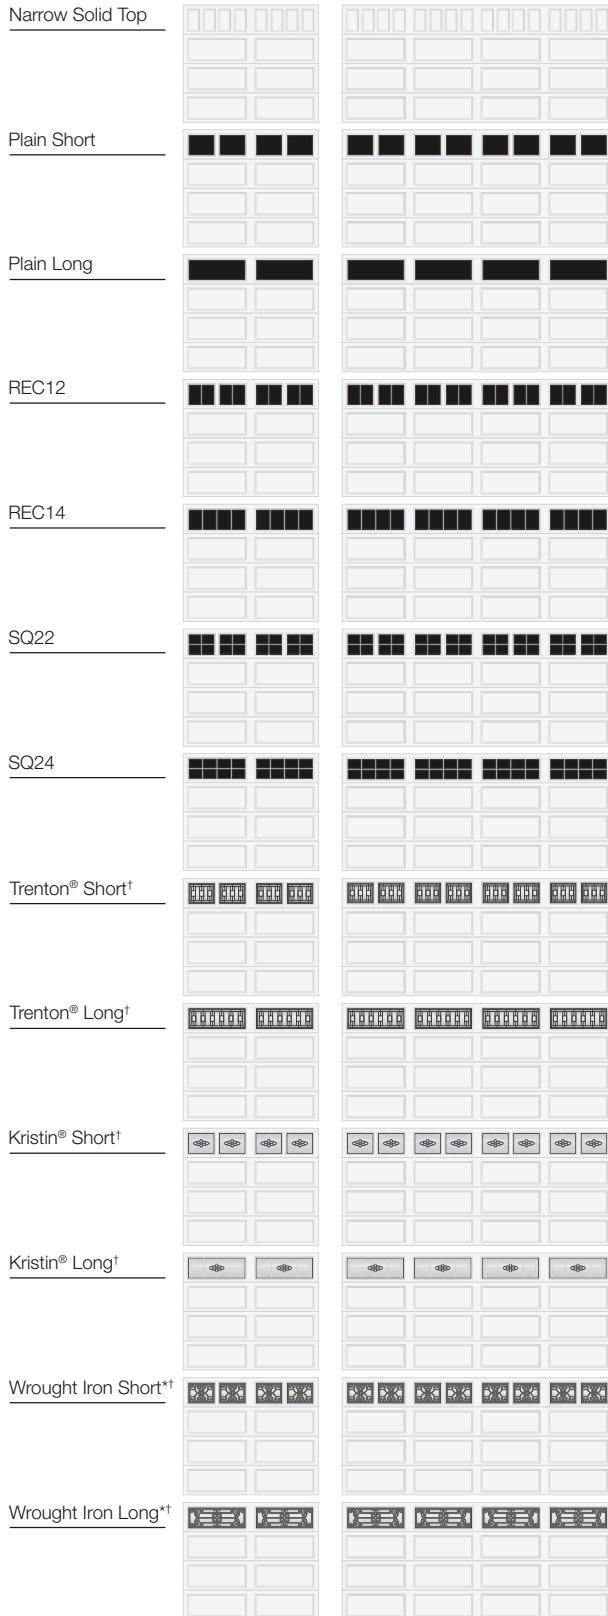 Narrow Solid Top
Plain Short
Plain Long
REC12
REC14
SQ22
SQ24
Trenton® Short†
Trenton® Long†
Kristin® Short†
Kristin® Long†
Wrought Iron Short*†
Wrought Iron Long*†